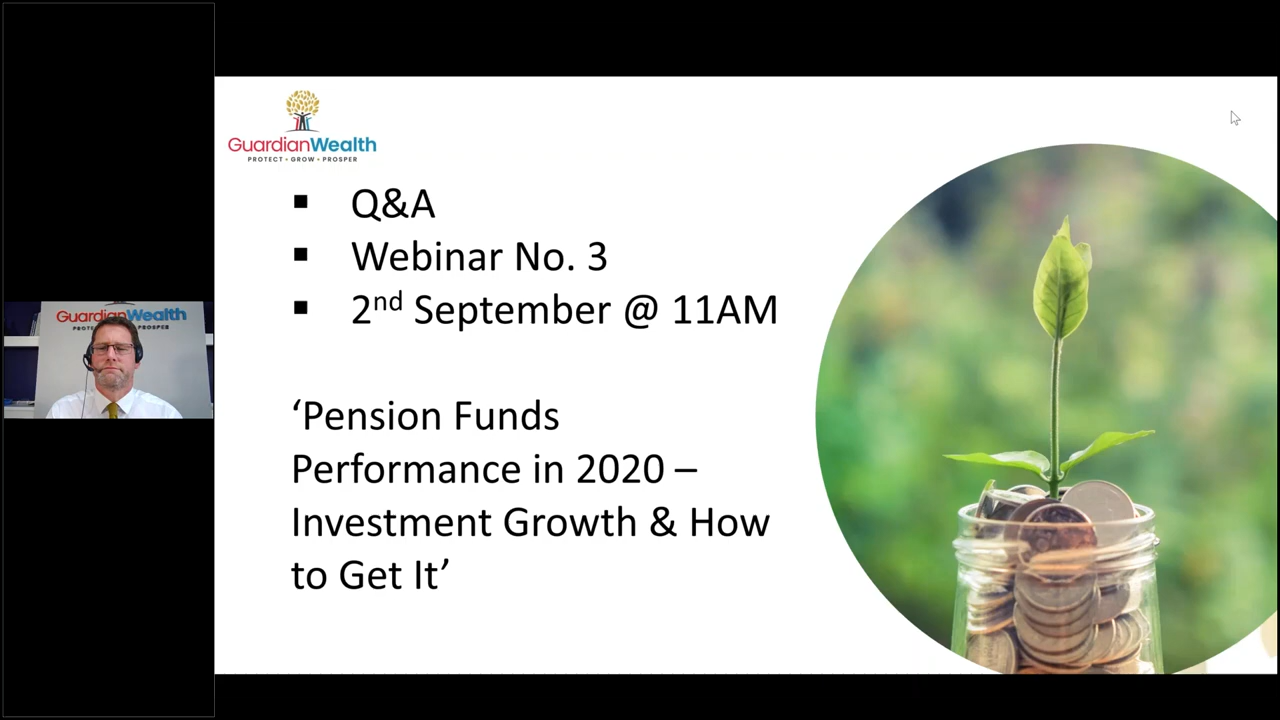 GuardianWealth
PROTECT • GROW • PROSPER
▪ Q&A
▪ Webinar No. 3
▪ 2nd September @ 11AM
‘Pension Funds
Performance in 2020 –
Investment Growth & How
to Get It’
GuardianWealth
PROSPER